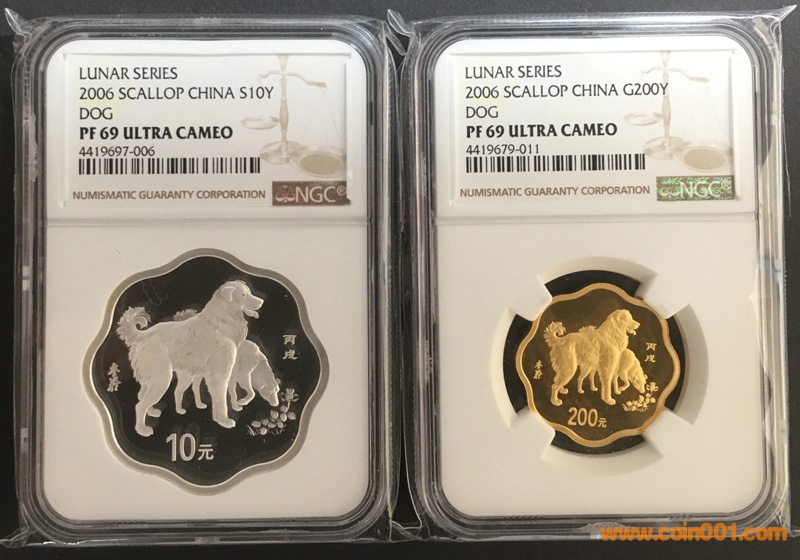 LUNAR SERIES
2006 SCALLOP CHINA S10Y
DOG
PF 69 ULTRA CAMEO
4419697-006
NUMISMATIC GUARANTY CORPORATION NGC®
丙戌
10元
LUNAR SERIES
2006 SCALLOP CHINA G200Y
DOG
PF 69 ULTRA CAMEO
4419679-011
NUMISMATIC GUARANTY CORPORATION NGC
丙戌
200元
www.coin001.com